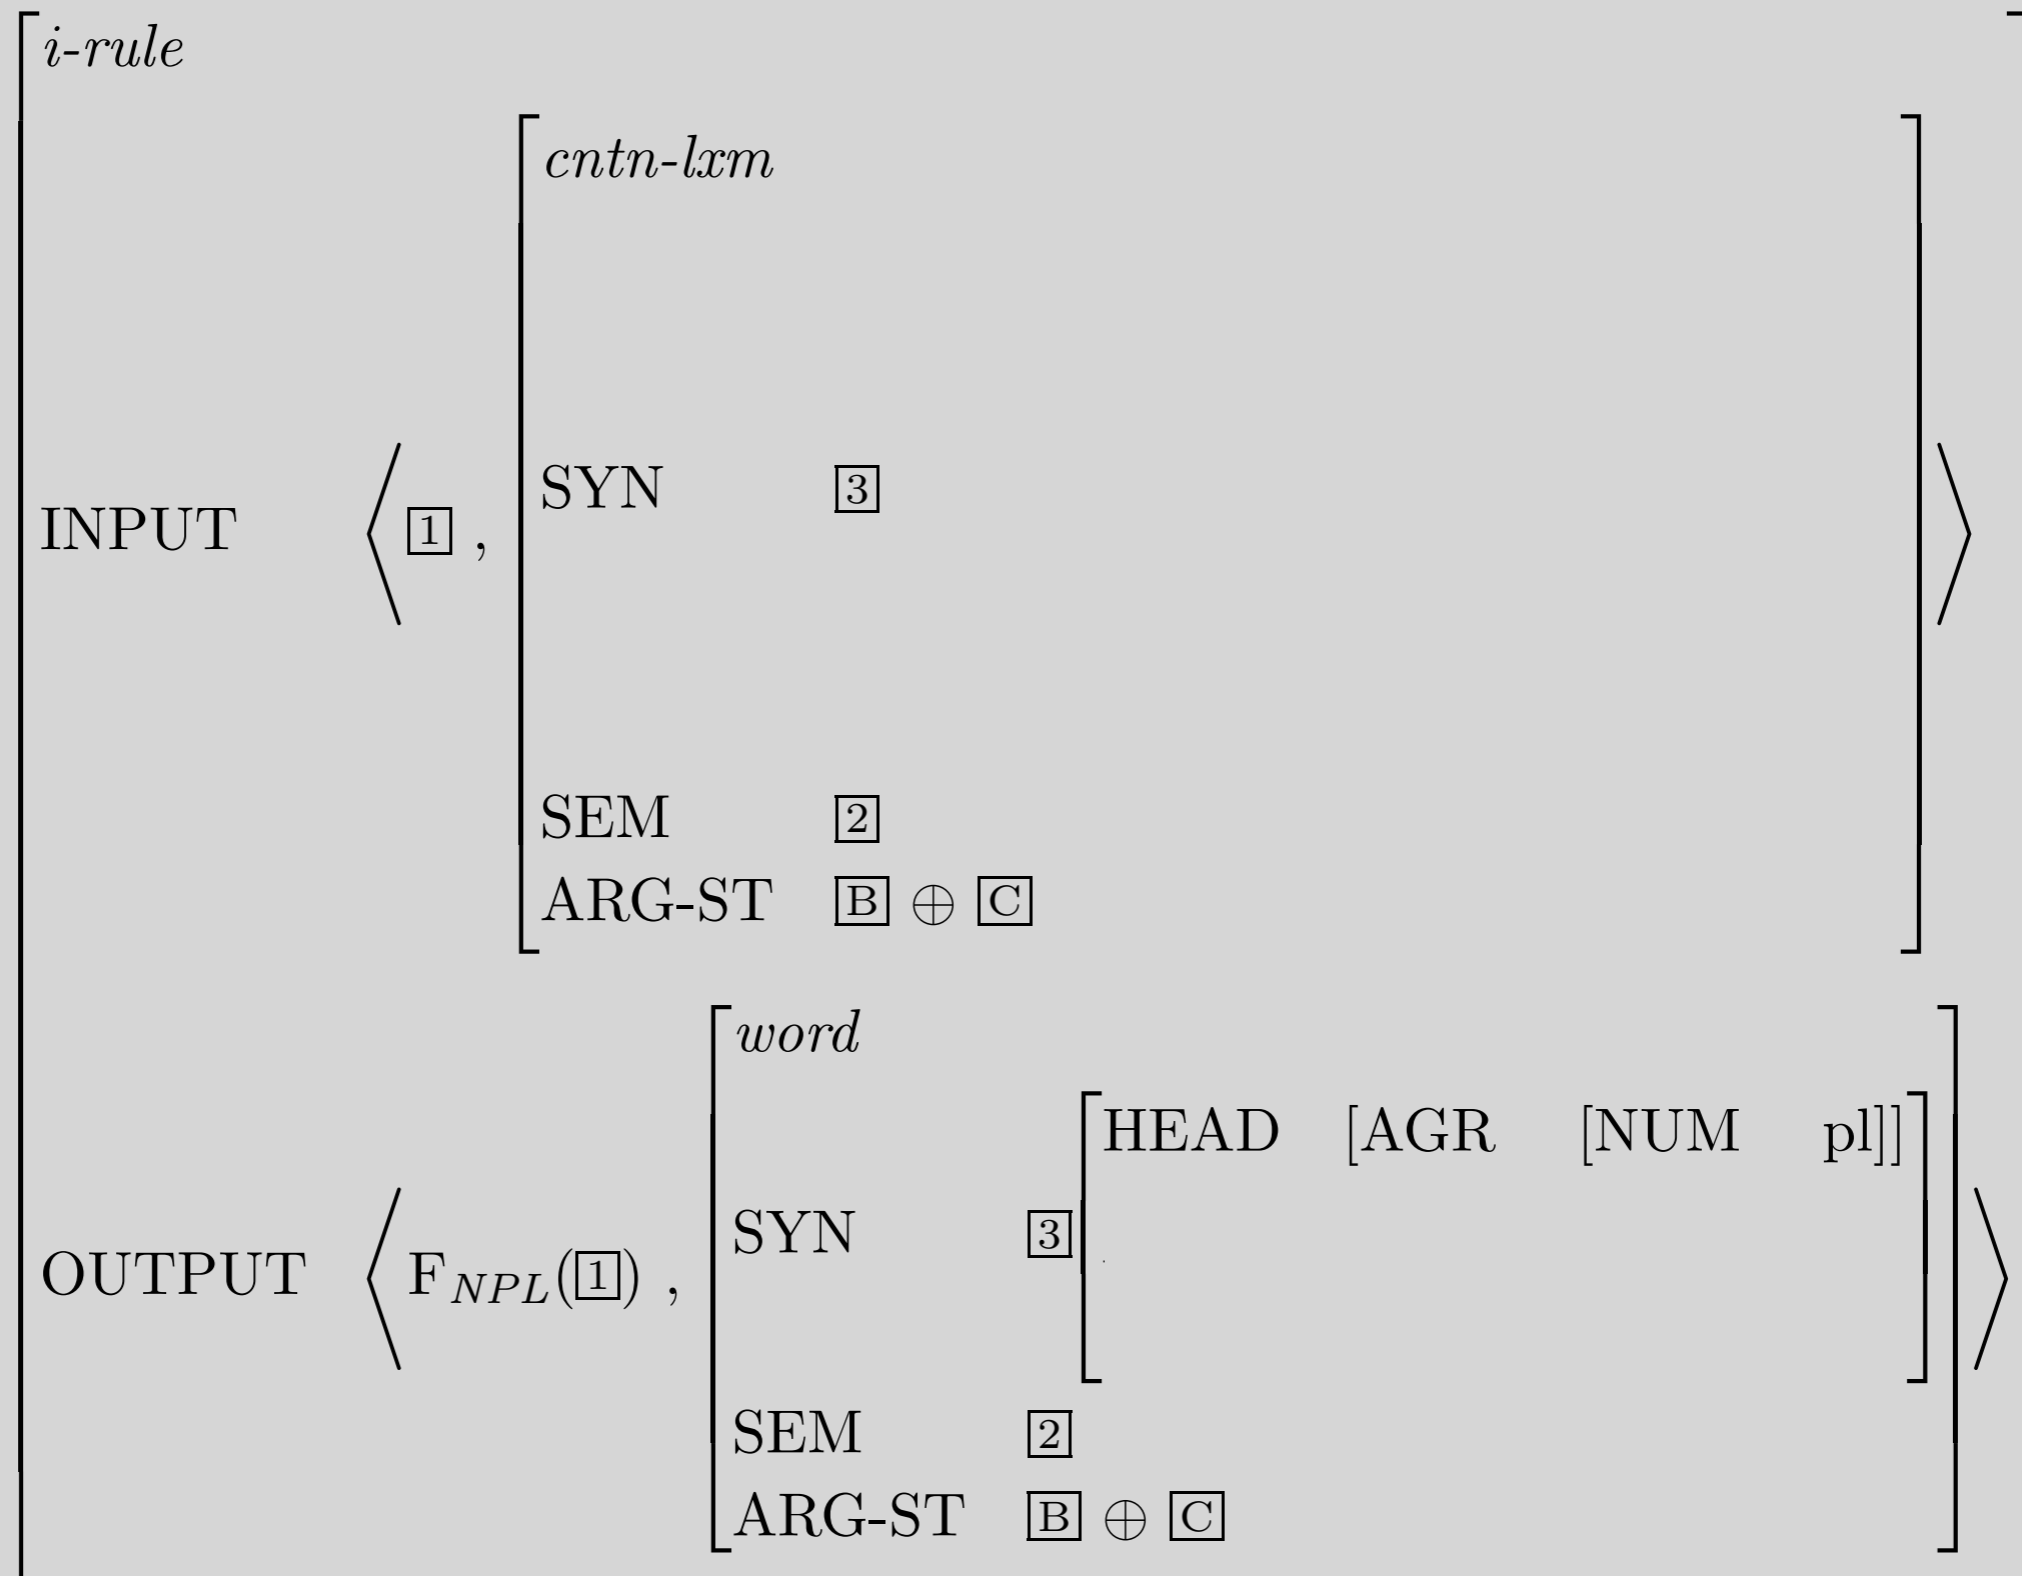 i-rule
cntn-lxm
SYN 3
INPUT ⟨ 1 ,
SEM 2
ARG-ST B ⊕ C
word
HEAD [AGR [NUM pl]]
SYN 3
OUTPUT ⟨ F_NPL(1) ,
SEM 2
ARG-ST B ⊕ C